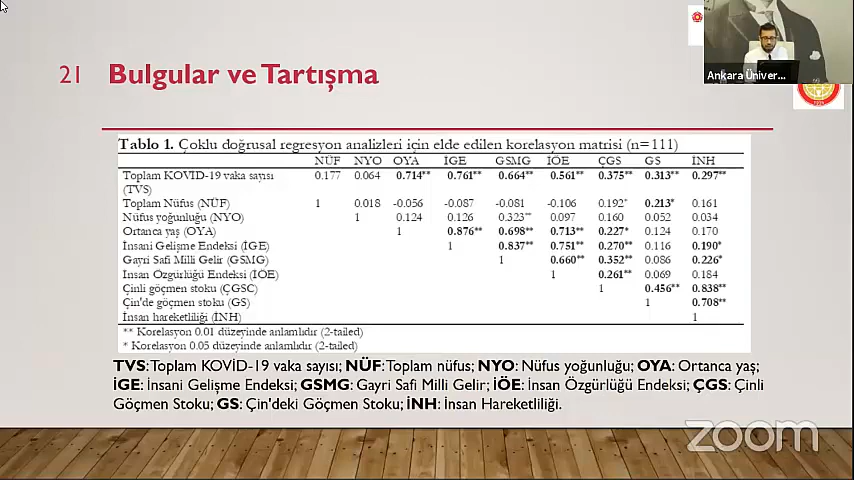 21 Bulgular ve Tartışma
Ankara Üniver...
Tablo 1. Çoklu doğrusal regresyon analizleri için elde edilen korelasyon matrisi (n=111)
NÜF NYO OYA İGE GSMG İÖE ÇGS GS İNH
Toplam KOVİD-19 vaka sayısı 0.177 0.064 0.714** 0.761** 0.664** 0.561** 0.375** 0.313** 0.297**
(TVS)
Toplam Nüfus (NÜF) 1 0.018 -0.056 -0.087 -0.081 -0.106 0.192* 0.213* 0.161
Nüfus yoğunluğu (NYO) 1 0.124 0.126 0.323** 0.097 0.160 0.052 0.034
Ortanca yaş (OYA) 1 0.876** 0.698** 0.713** 0.227* 0.124 0.170
İnsani Gelişme Endeksi (İGE) 1 0.837** 0.751** 0.270** 0.116 0.190*
Gayri Safi Milli Gelir (GSMG) 1 0.660** 0.352** 0.086 0.226*
İnsan Özgürlüğü Endeksi (İÖE) 1 0.261** 0.069 0.184
Çinli göçmen stoku (ÇGSC) 1 0.456** 0.838**
Çin'de göçmen stoku (GS) 1 0.708**
İnsan hareketliliği (İNH) 1
** Korelasyon 0.01 düzeyinde anlamlıdır (2-tailed)
* Korelasyon 0.05 düzeyinde anlamlıdır (2-tailed)
TVS: Toplam KOVİD-19 vaka sayısı; NÜF: Toplam nüfus; NYO: Nüfus yoğunluğu; OYA: Ortanca yaş;
İGE: İnsani Gelişme Endeksi; GSMG: Gayri Safi Milli Gelir; İÖE: İnsan Özgürlüğü Endeksi; ÇGS: Çinli
Göçmen Stoku; GS: Çin'deki Göçmen Stoku; İNH: İnsan Hareketliliği.
zoom